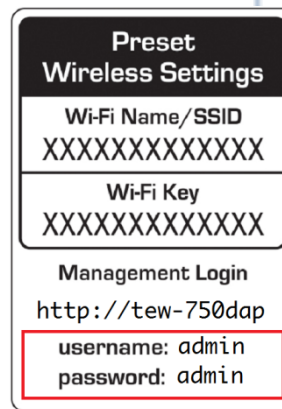 Preset
Wireless Settings
Wi-Fi Name/SSID
XXXXXXXXXXXXX
Wi-Fi Key
XXXXXXXXXXXXX
Management Login
http://tew-750dap
username: admin
password: admin